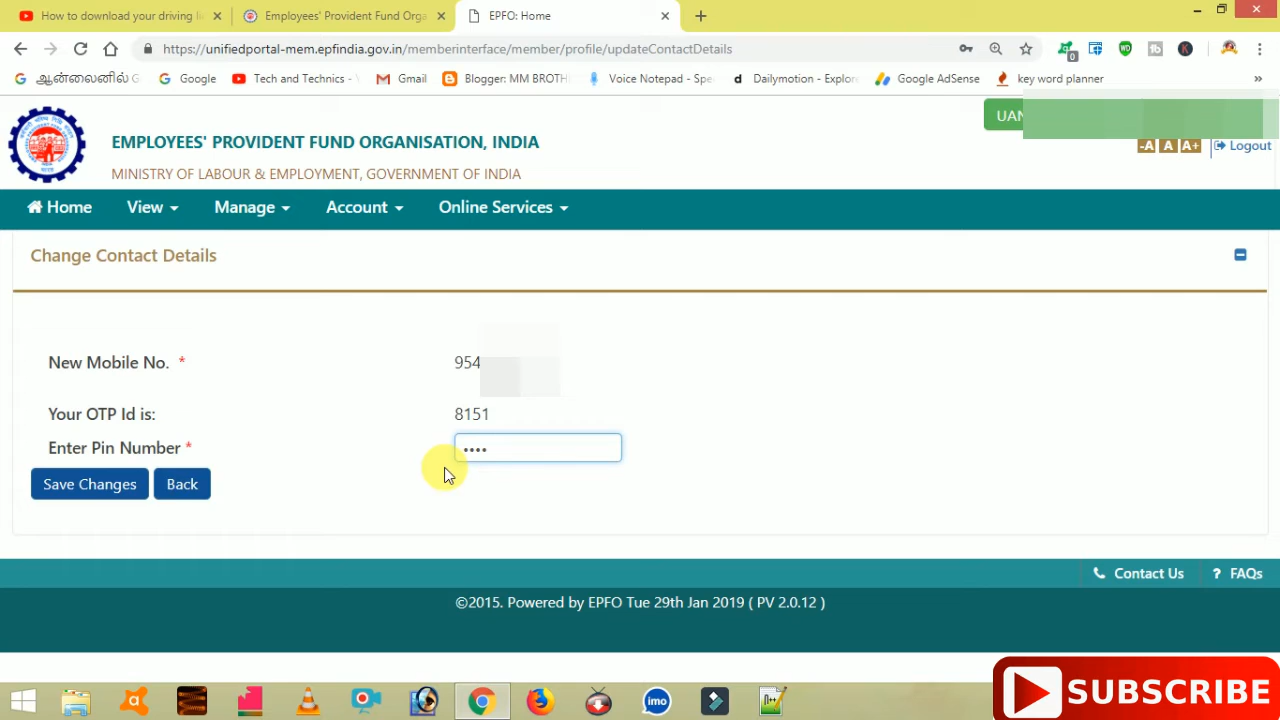 How to download your driving li
Employees' Provident Fund Orga
EPFO: Home
https://unifiedportal-mem.epfindia.gov.in/memberinterface/member/profile/updateContactDetails
ஆன்லைனில் G
Google
Tech and Technics -
Gmail
Blogger: MM BROTH
Voice Notepad - Spe
Dailymotion - Explor
Google AdSense
key word planner
»
EMPLOYEES' PROVIDENT FUND ORGANISATION, INDIA
MINISTRY OF LABOUR & EMPLOYMENT, GOVERNMENT OF INDIA
UAN
-A A A+
Logout
Home View Manage Account Online Services
Change Contact Details
New Mobile No. * 954
Your OTP Id is: 8151
Enter Pin Number * ••••
Save Changes Back
Contact Us ? FAQs
©2015. Powered by EPFO Tue 29th Jan 2019 ( PV 2.0.12 )
imo
SUBSCRIBE